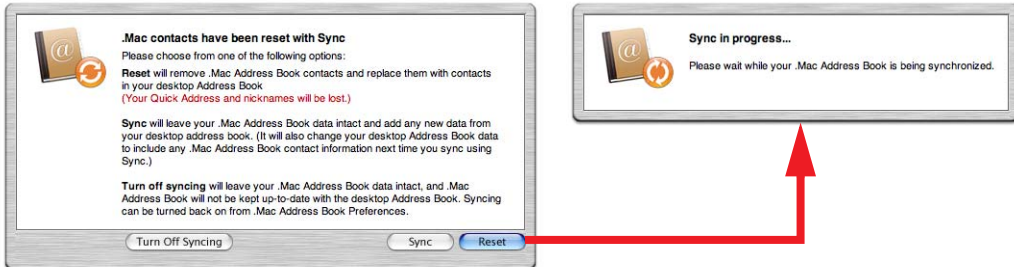 .Mac contacts have been reset with Sync
Please choose from one of the following options:
Reset will remove .Mac Address Book contacts and replace them with contacts
in your desktop Address Book
(Your Quick Address and nicknames will be lost.)
Sync will leave your .Mac Address Book data intact and add any new data from
your desktop address book. (It will also change your desktop Address Book data
to include any .Mac Address Book contact information next time you sync using
Sync.)
Turn off syncing will leave your .Mac Address Book data intact, and .Mac
Address Book will not be kept up-to-date with the desktop Address Book. Syncing
can be turned back on from .Mac Address Book Preferences.
Turn Off Syncing
Sync
Reset
Sync in progress...
Please wait while your .Mac Address Book is being synchronized.